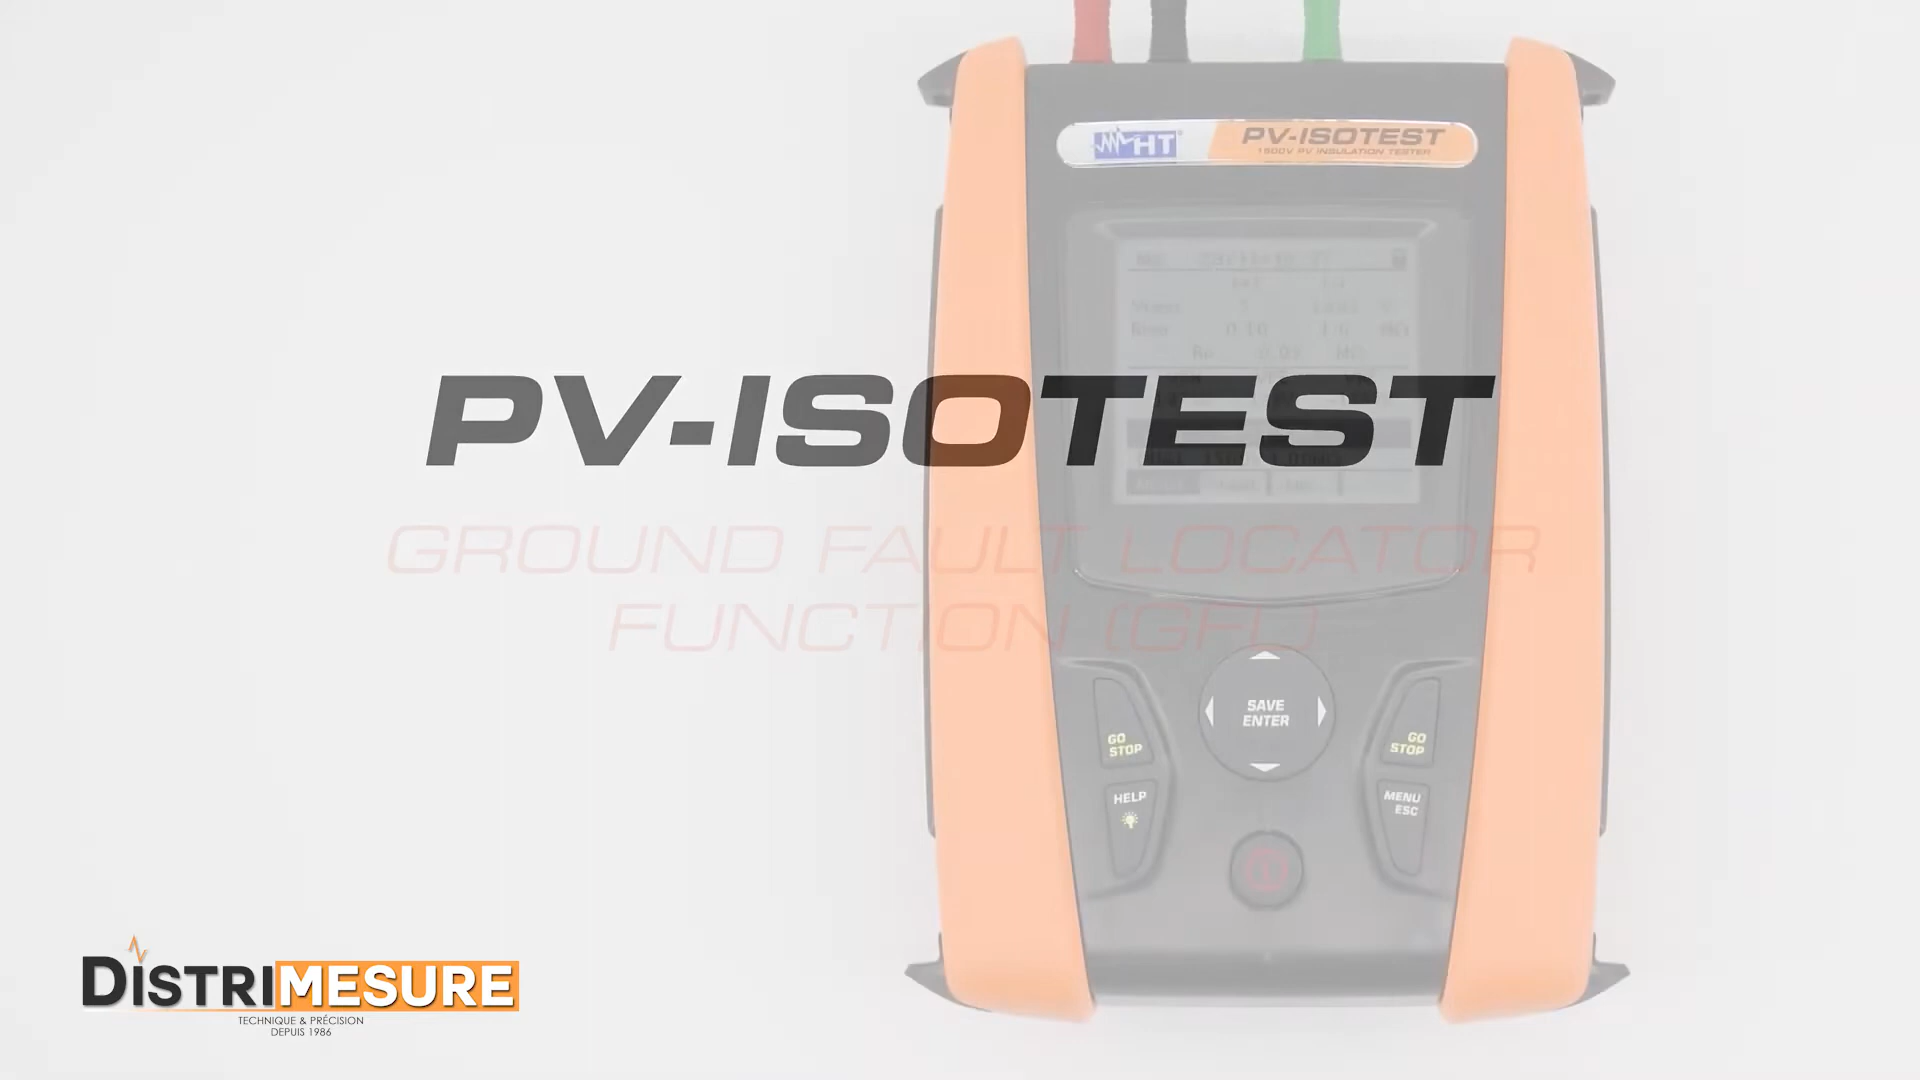 HT PV-ISOTEST
1500V PV INSULATION TESTER
PV-ISOTEST
GROUND FAULT LOCATOR
FUNCTION (GFL)
SAVE
ENTER
GO
STOP
GO
STOP
HELP
MENU
ESC
DISTRIMESURE
TECHNIQUE & PRÉCISION
DEPUIS 1986